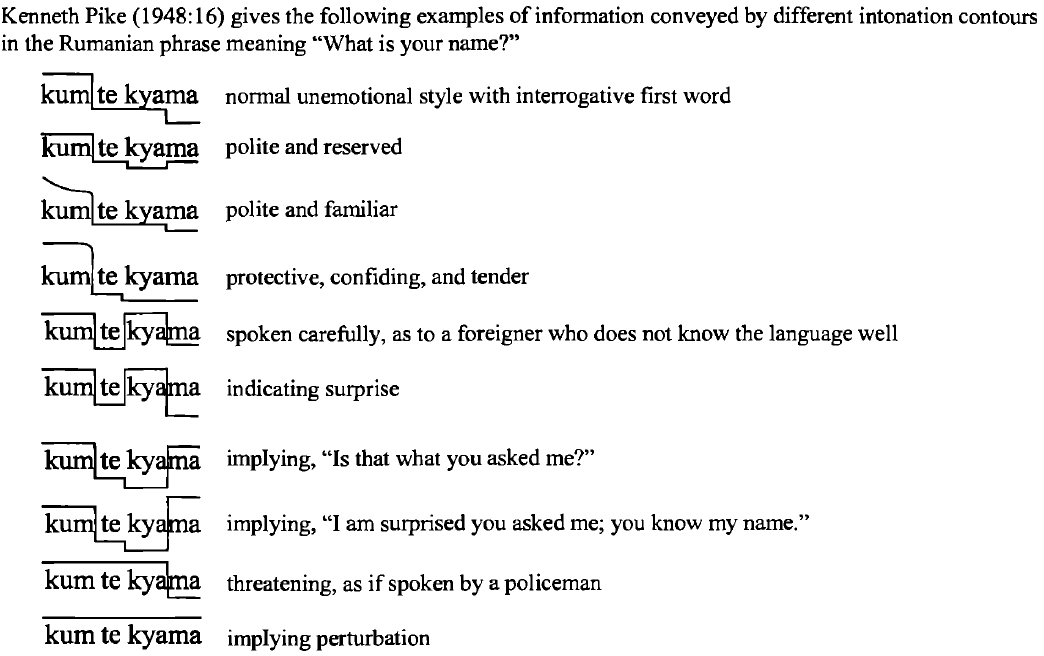 Kenneth Pike (1948:16) gives the following examples of information conveyed by different intonation contours
in the Rumanian phrase meaning “What is your name?”
kum te kyama normal unemotional style with interrogative first word
kum te kyama polite and reserved
kum te kyama polite and familiar
kum te kyama protective, confiding, and tender
kum te kyama spoken carefully, as to a foreigner who does not know the language well
kum te kyama indicating surprise
kum te kyama implying, “Is that what you asked me?”
kum te kyama implying, “I am surprised you asked me; you know my name.”
kum te kyama threatening, as if spoken by a policeman
kum te kyama implying perturbation